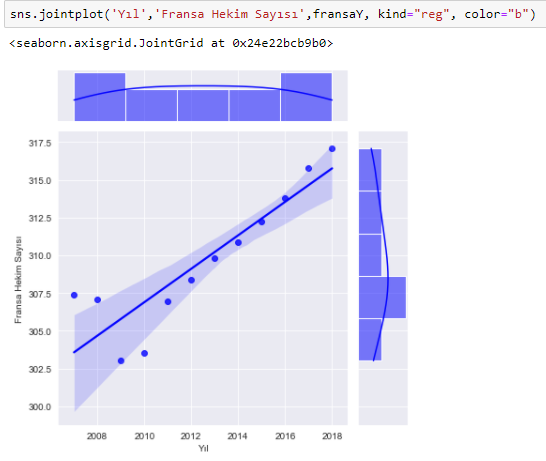 sns.jointplot('Yıl','Fransa Hekim Sayısı',fransaY, kind="reg", color="b")
<seaborn.axisgrid.JointGrid at 0x24e22bcb9b0>
317.5
315.0
312.5
310.0
307.5
305.0
302.5
300.0
Fransa Hekim Sayısı
2008 2010 2012 2014 2016 2018
Yıl